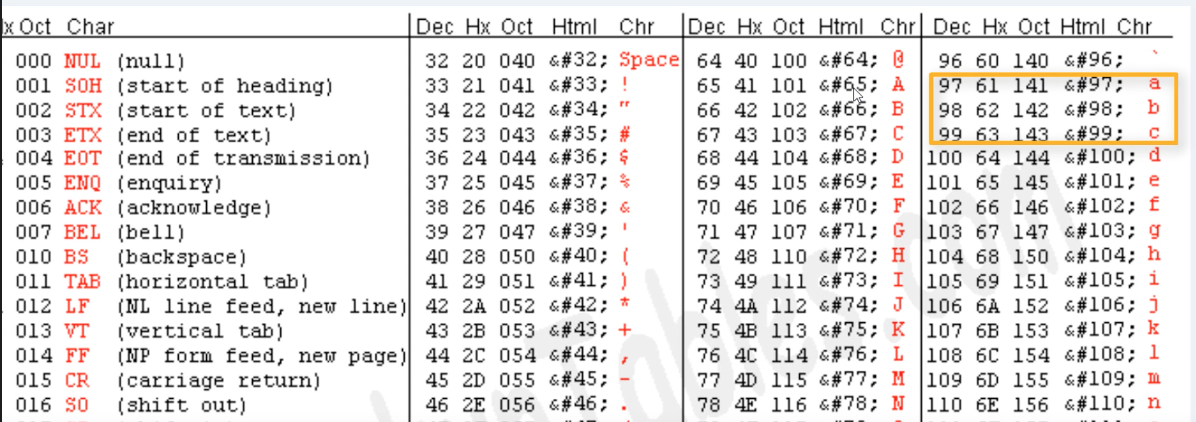 x Oct Char Dec Hx Oct Html Chr Dec Hx Oct Html Chr Dec Hx Oct Html Chr
000 NUL (null) 32 20 040 &#32; Space 64 40 100 &#64; @ 96 60 140 &#96; `
001 SOH (start of heading) 33 21 041 &#33; ! 65 41 101 &#65; A 97 61 141 &#97; a
002 STX (start of text) 34 22 042 &#34; " 66 42 102 &#66; B 98 62 142 &#98; b
003 ETX (end of text) 35 23 043 &#35; # 67 43 103 &#67; C 99 63 143 &#99; c
004 EOT (end of transmission) 36 24 044 &#36; $ 68 44 104 &#68; D 100 64 144 &#100; d
005 ENQ (enquiry) 37 25 045 &#37; % 69 45 105 &#69; E 101 65 145 &#101; e
006 ACK (acknowledge) 38 26 046 &#38; & 70 46 106 &#70; F 102 66 146 &#102; f
007 BEL (bell) 39 27 047 &#39; ' 71 47 107 &#71; G 103 67 147 &#103; g
010 BS (backspace) 40 28 050 &#40; ( 72 48 110 &#72; H 104 68 150 &#104; h
011 TAB (horizontal tab) 41 29 051 &#41; ) 73 49 111 &#73; I 105 69 151 &#105; i
012 LF (NL line feed, new line) 42 2A 052 &#42; * 74 4A 112 &#74; J 106 6A 152 &#106; j
013 VT (vertical tab) 43 2B 053 &#43; + 75 4B 113 &#75; K 107 6B 153 &#107; k
014 FF (NP form feed, new page) 44 2C 054 &#44; , 76 4C 114 &#76; L 108 6C 154 &#108; l
015 CR (carriage return) 45 2D 055 &#45; - 77 4D 115 &#77; M 109 6D 155 &#109; m
016 SO (shift out) 46 2E 056 &#46; . 78 4E 116 &#78; N 110 6E 156 &#110; n